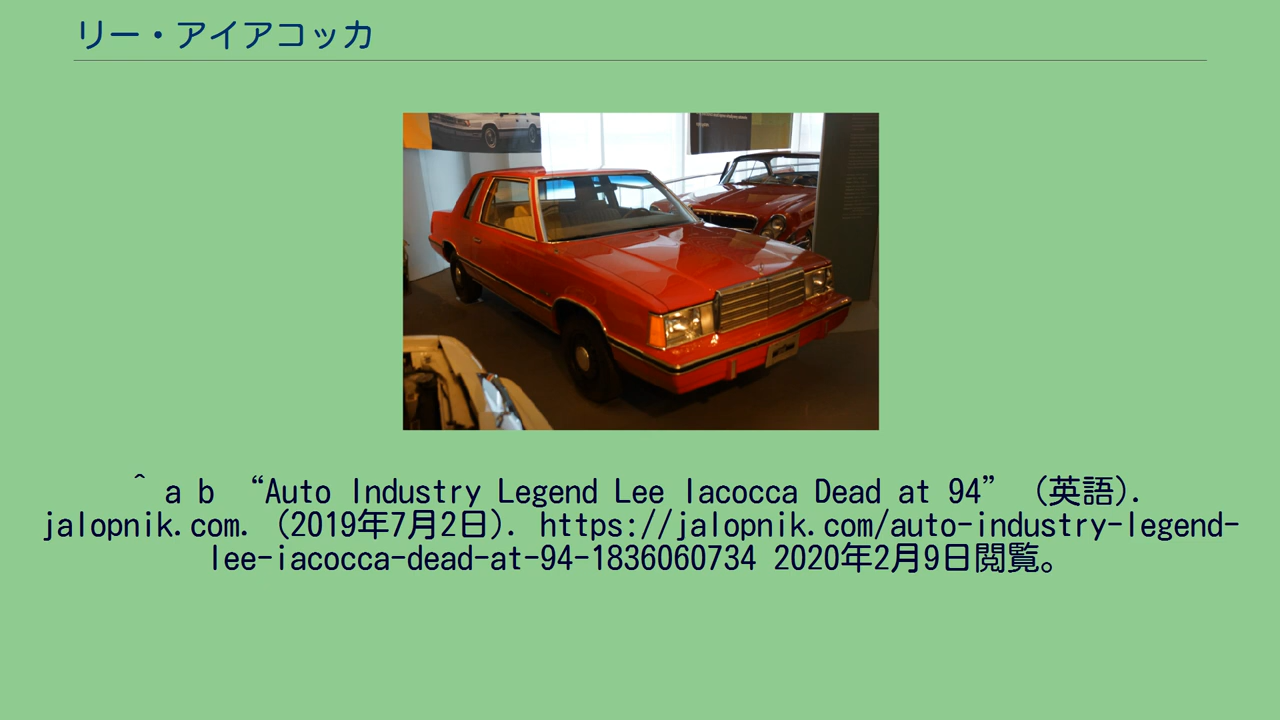 リー・アイアコッカ
^ a b “Auto Industry Legend Lee Iacocca Dead at 94” (英語).
jalopnik.com. (2019年7月2日). https://jalopnik.com/auto-industry-legend-
lee-iacocca-dead-at-94-1836060734 2020年2月9日閲覧。